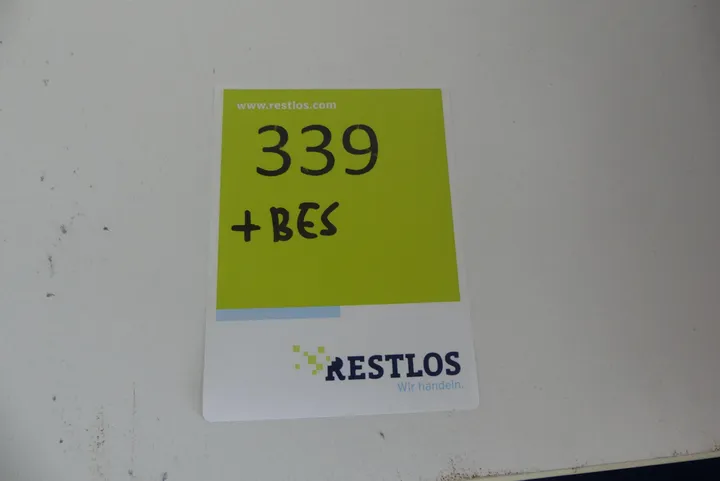 www.restlos.com
339
+ BES
RESTLOS
Wir handeln.